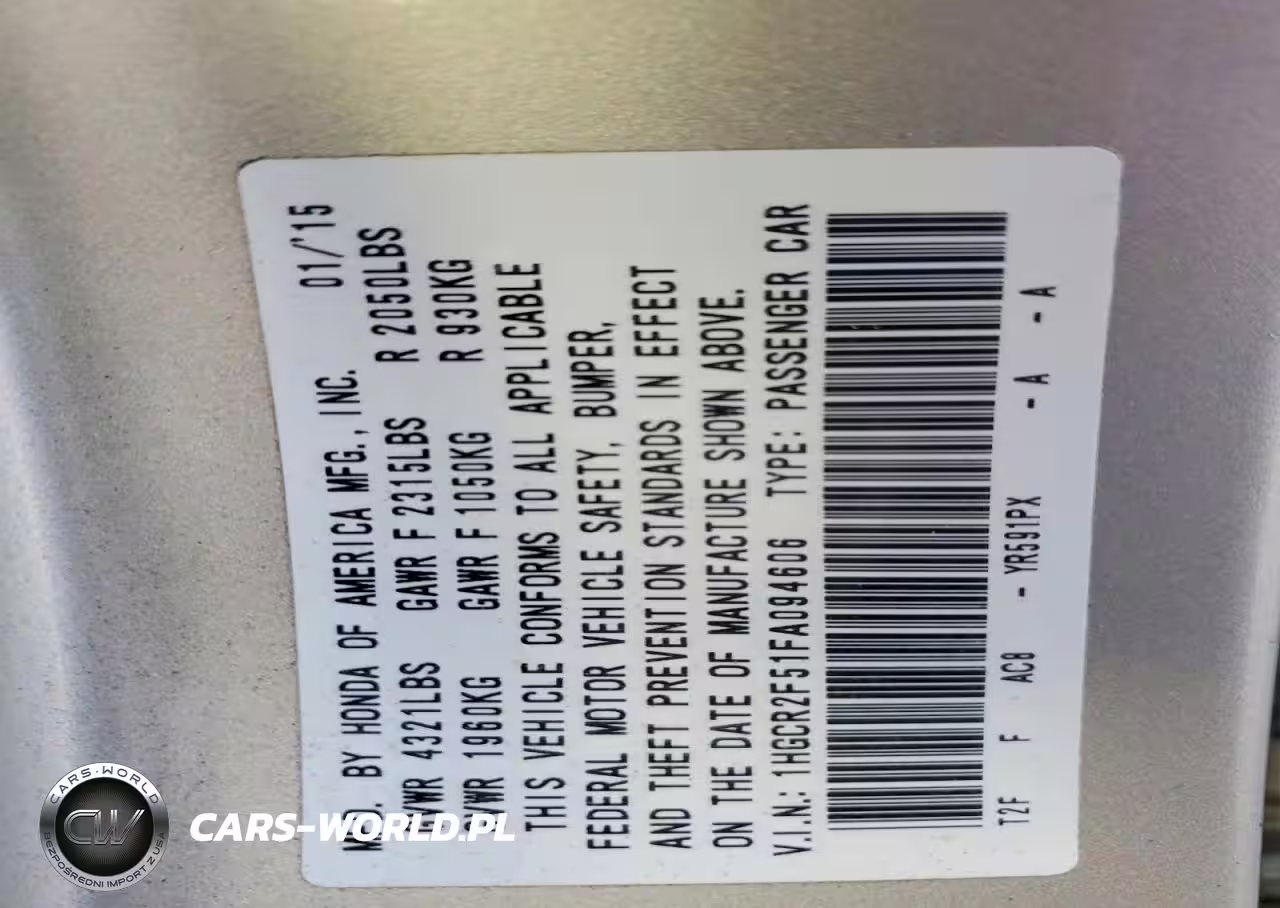 MFD. BY HONDA OF AMERICA MFG., INC. 01/'15
GVWR 4321LBS GAWR F 2315LBS R 2050LBS
GVWR 1960KG GAWR F 1050KG R 930KG
THIS VEHICLE CONFORMS TO ALL APPLICABLE
FEDERAL MOTOR VEHICLE SAFETY, BUMPER,
AND THEFT PREVENTION STANDARDS IN EFFECT
ON THE DATE OF MANUFACTURE SHOWN ABOVE.
V.I.N.: 1HGCR2F51FA094606 TYPE: PASSENGER CAR
T2F F AC8 - YR591PX - A - A
CARS-WORLD
CW
BEZPOŚREDNI IMPORT Z USA
CARS-WORLD.PL